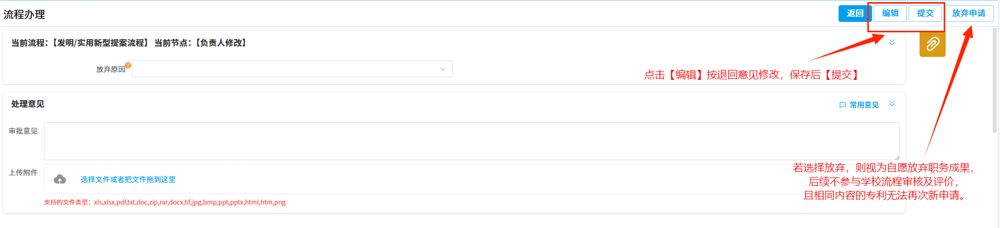 流程办理
返回
编辑
提交
放弃申请
当前流程：【发明/实用新型提案流程】 当前节点：【负责人修改】
放弃原因
?
点击【编辑】按退回意见修改，保存后【提交】
处理意见
常用意见
审批意见
上传附件
选择文件或者把文件拖到这里
支持的文件类型：xls,xlsx,pdf,txt,doc,zip,rar,docx,tif,jpg,bmp,ppt,pptx,html,htm,png
若选择放弃，则视为自愿放弃职务成果，
后续不参与学校流程审核及评价，
且相同内容的专利无法再次新申请。